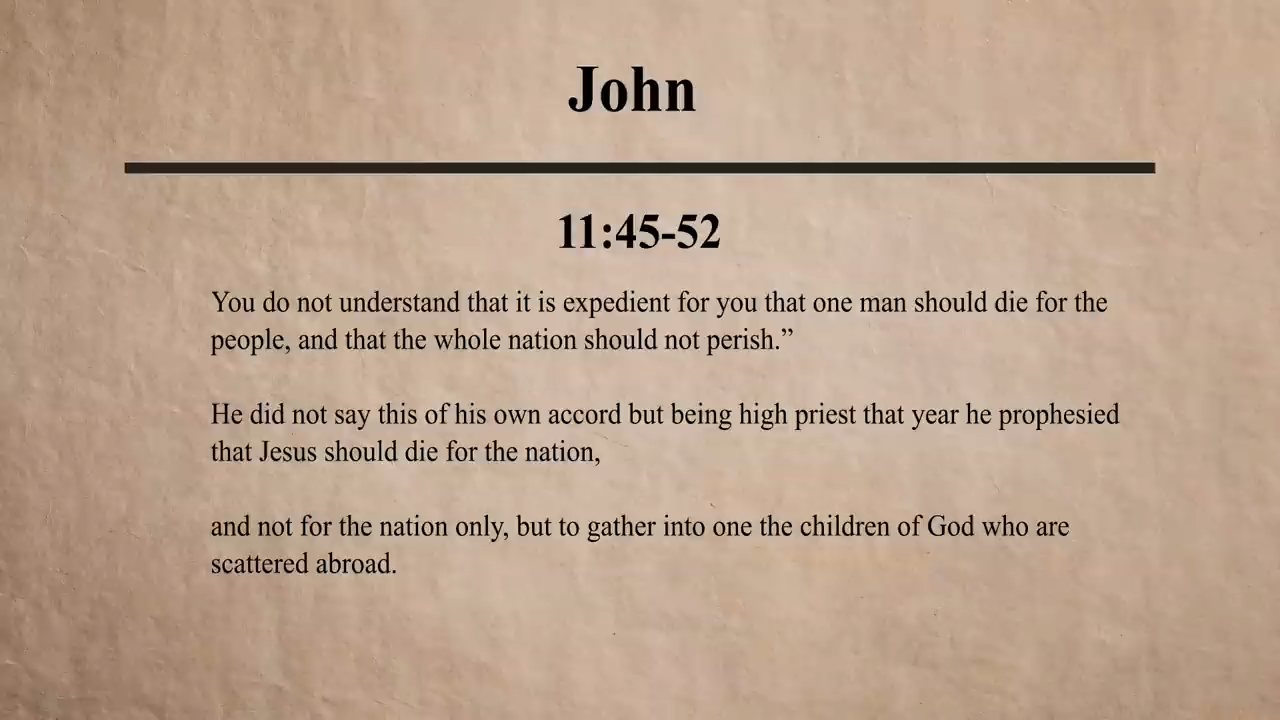 John
11:45-52
You do not understand that it is expedient for you that one man should die for the
people, and that the whole nation should not perish.”
He did not say this of his own accord but being high priest that year he prophesied
that Jesus should die for the nation,
and not for the nation only, but to gather into one the children of God who are
scattered abroad.